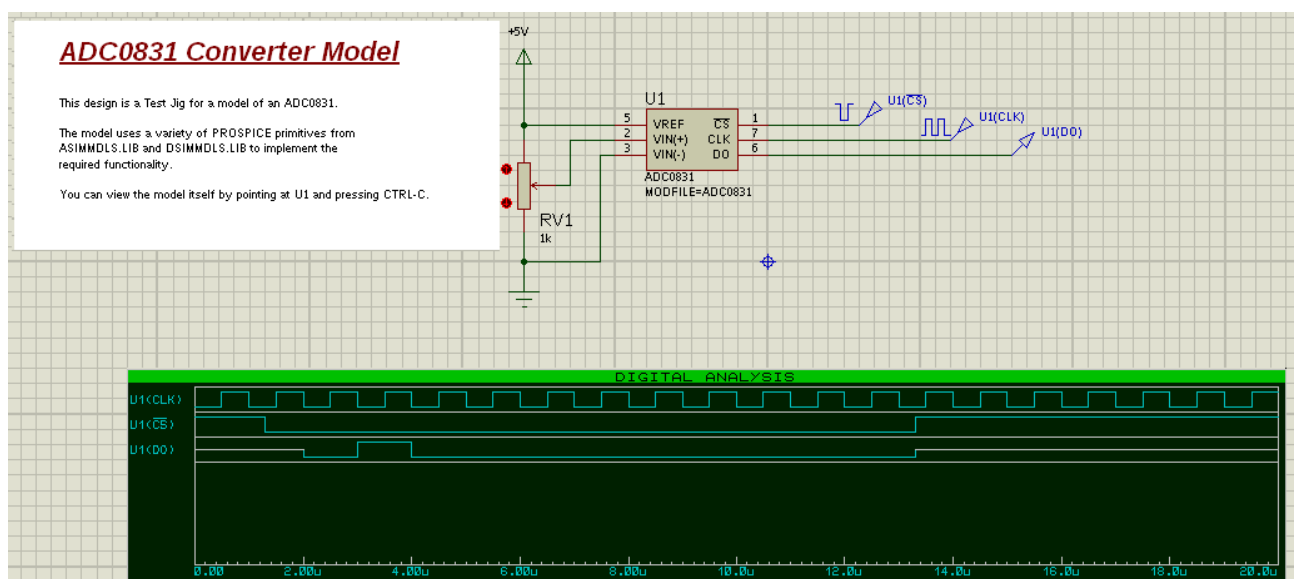 ADC0831 Converter Model
This design is a Test Jig for a model of an ADC0831.
The model uses a variety of PROSPICE primitives from
ASIMMDLS.LIB and DSIMMDLS.LIB to implement the
required functionality.
You can view the model itself by pointing at U1 and pressing CTRL-C.
+5V
U1
5 VREF CS 1
2 VIN(+) CLK 7
3 VIN(-) DO 6
ADC0831
MODFILE=ADC0831
U1(CS)
U1(CLK)
U1(DO)
RV1
1k
DIGITAL ANALYSIS
U1(CLK)
U1(CS)
U1(DO)
0.00 2.00u 4.00u 6.00u 8.00u 10.0u 12.0u 14.0u 16.0u 18.0u 20.0u